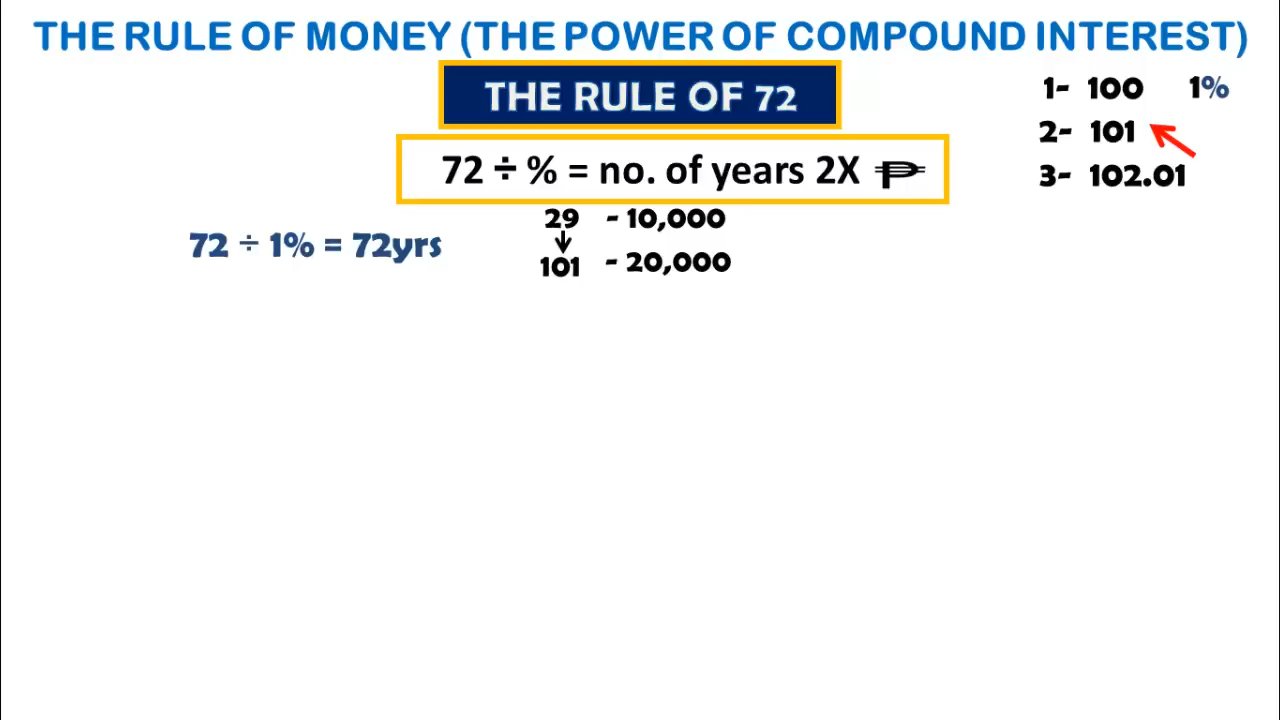 THE RULE OF MONEY (THE POWER OF COMPOUND INTEREST)
THE RULE OF 72
72 ÷ % = no. of years 2X ₱
1- 100 1%
2- 101
3- 102.01
72 ÷ 1% = 72yrs
29 - 10,000
101 - 20,000